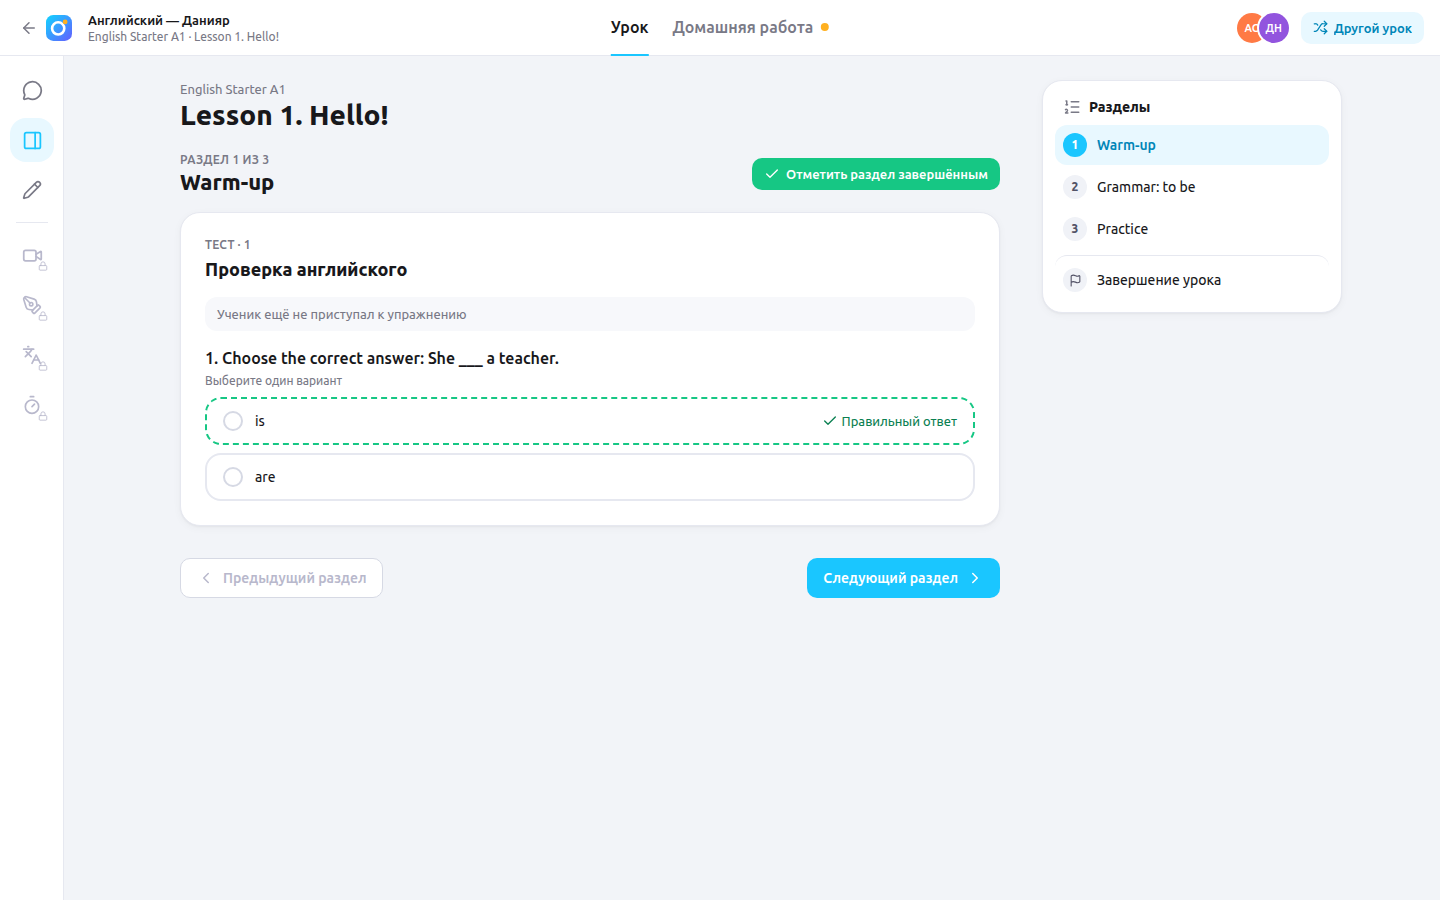 Английский — Данияр
English Starter A1 · Lesson 1. Hello!
Урок
Домашняя работа
АС
ДН
Другой урок
English Starter A1
Lesson 1. Hello!
РАЗДЕЛ 1 ИЗ 3
Warm-up
Отметить раздел завершённым
ТЕСТ · 1
Проверка английского
Ученик ещё не приступал к упражнению
1. Choose the correct answer: She ___ a teacher.
Выберите один вариант
is
Правильный ответ
are
Предыдущий раздел
Следующий раздел
Разделы
1 Warm-up
2 Grammar: to be
3 Practice
Завершение урока